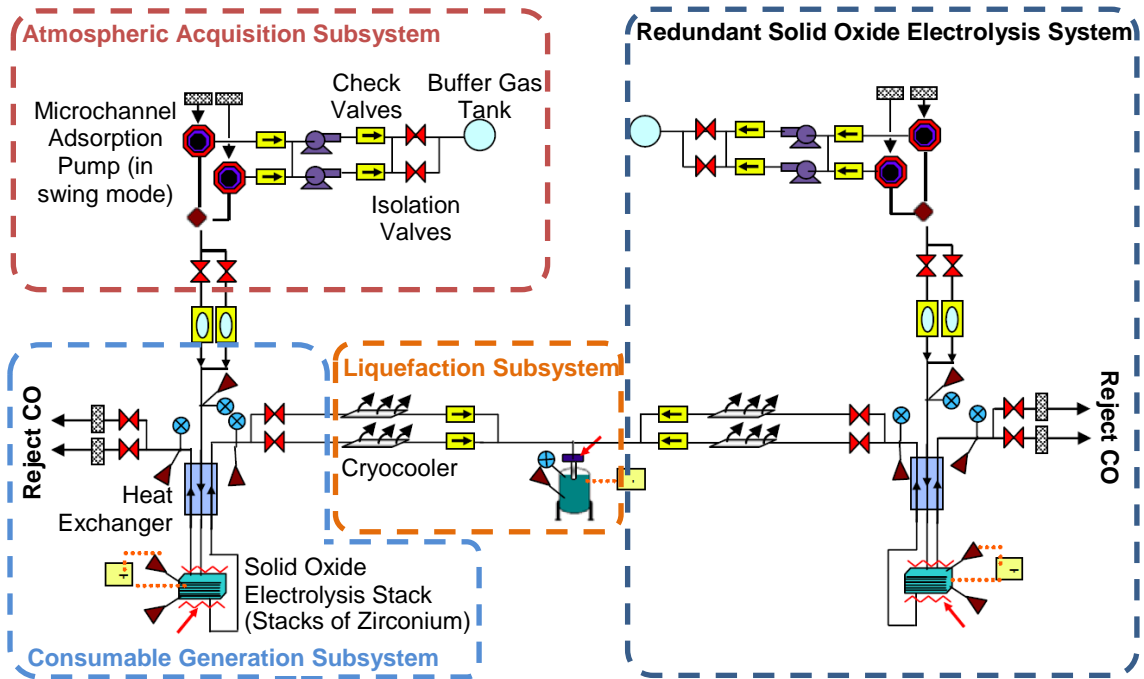 Atmospheric Acquisition Subsystem
Redundant Solid Oxide Electrolysis System
Microchannel
Adsorption
Pump (in
swing mode)
Check
Valves
Buffer Gas
Tank
Isolation
Valves
Liquefaction Subsystem
Reject CO
Cryocooler
Reject CO
Heat
Exchanger
Solid Oxide
Electrolysis Stack
(Stacks of Zirconium)
Consumable Generation Subsystem